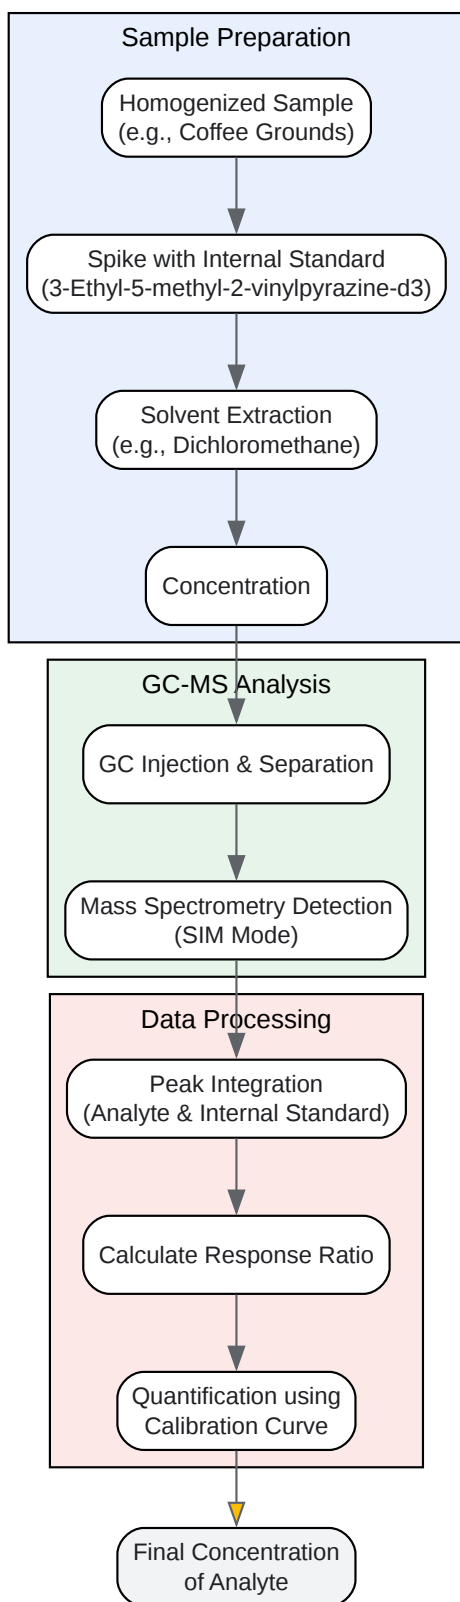 Sample Preparation
Homogenized Sample
(e.g., Coffee Grounds)
Spike with Internal Standard
(3-Ethyl-5-methyl-2-vinylpyrazine-d3)
Solvent Extraction
(e.g., Dichloromethane)
Concentration
GC-MS Analysis
GC Injection & Separation
Mass Spectrometry Detection
(SIM Mode)
Data Processing
Peak Integration
(Analyte & Internal Standard)
Calculate Response Ratio
Quantification using
Calibration Curve
Final Concentration
of Analyte